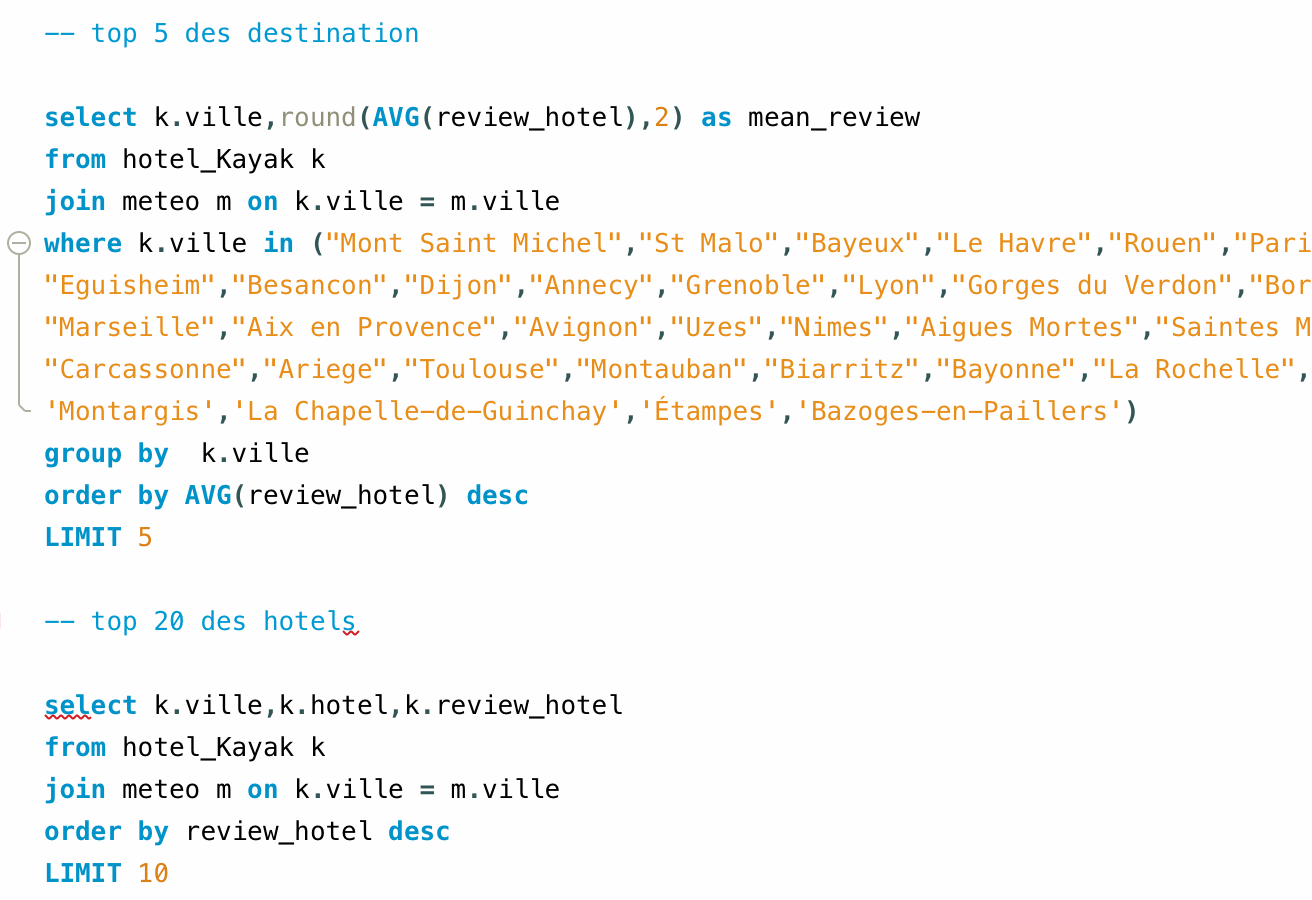 -- top 5 des destination
select k.ville,round(AVG(review_hotel),2) as mean_review
from hotel_Kayak k
join meteo m on k.ville = m.ville
where k.ville in ("Mont Saint Michel","St Malo","Bayeux","Le Havre","Rouen","Pari
"Eguisheim","Besancon","Dijon","Annecy","Grenoble","Lyon","Gorges du Verdon","Bor
"Marseille","Aix en Provence","Avignon","Uzes","Nimes","Aigues Mortes","Saintes M
"Carcassonne","Ariege","Toulouse","Montauban","Biarritz","Bayonne","La Rochelle",
'Montargis','La Chapelle-de-Guinchay','Étampes','Bazoges-en-Paillers')
group by  k.ville
order by AVG(review_hotel) desc
LIMIT 5
-- top 20 des hotels
select k.ville,k.hotel,k.review_hotel
from hotel_Kayak k
join meteo m on k.ville = m.ville
order by review_hotel desc
LIMIT 10